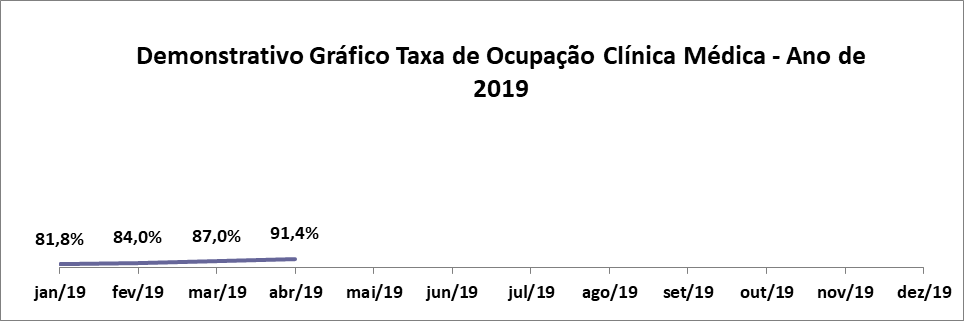 Demonstrativo Gráfico Taxa de Ocupação Clínica Médica - Ano de
2019
81,8% 84,0% 87,0% 91,4%
jan/19 fev/19 mar/19 abr/19 mai/19 jun/19 jul/19 ago/19 set/19 out/19 nov/19 dez/19